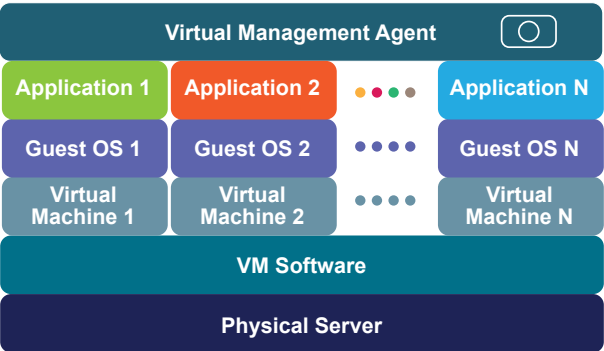 Virtual Management Agent
Application 1
Application 2
Application N
Guest OS 1
Guest OS 2
Guest OS N
Virtual
Machine 1
Virtual
Machine 2
Virtual
Machine N
VM Software
Physical Server